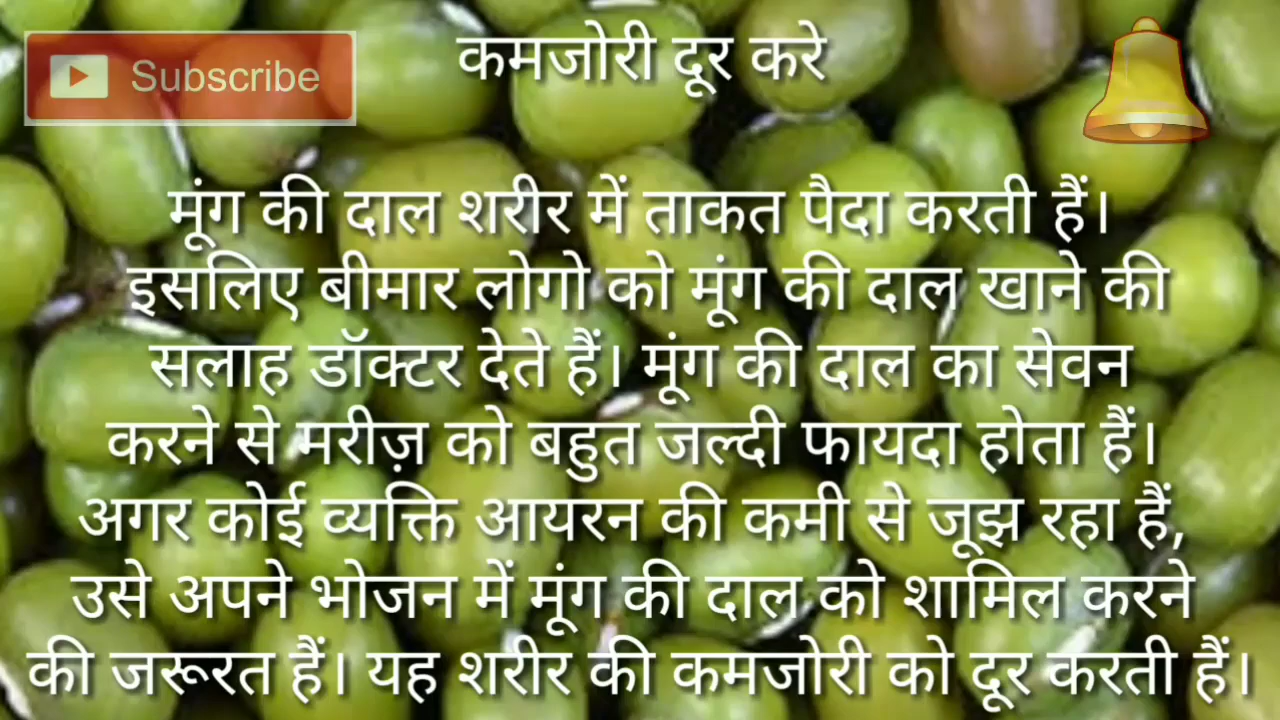 Subscribe
कमजोरी दूर करे
मूंग की दाल शरीर में ताकत पैदा करती हैं।
इसलिए बीमार लोगो को मूंग की दाल खाने की
सलाह डॉक्टर देते हैं। मूंग की दाल का सेवन
करने से मरीज़ को बहुत जल्दी फायदा होता हैं।
अगर कोई व्यक्ति आयरन की कमी से जूझ रहा हैं,
उसे अपने भोजन में मूंग की दाल को शामिल करने
की जरूरत हैं। यह शरीर की कमजोरी को दूर करती हैं।